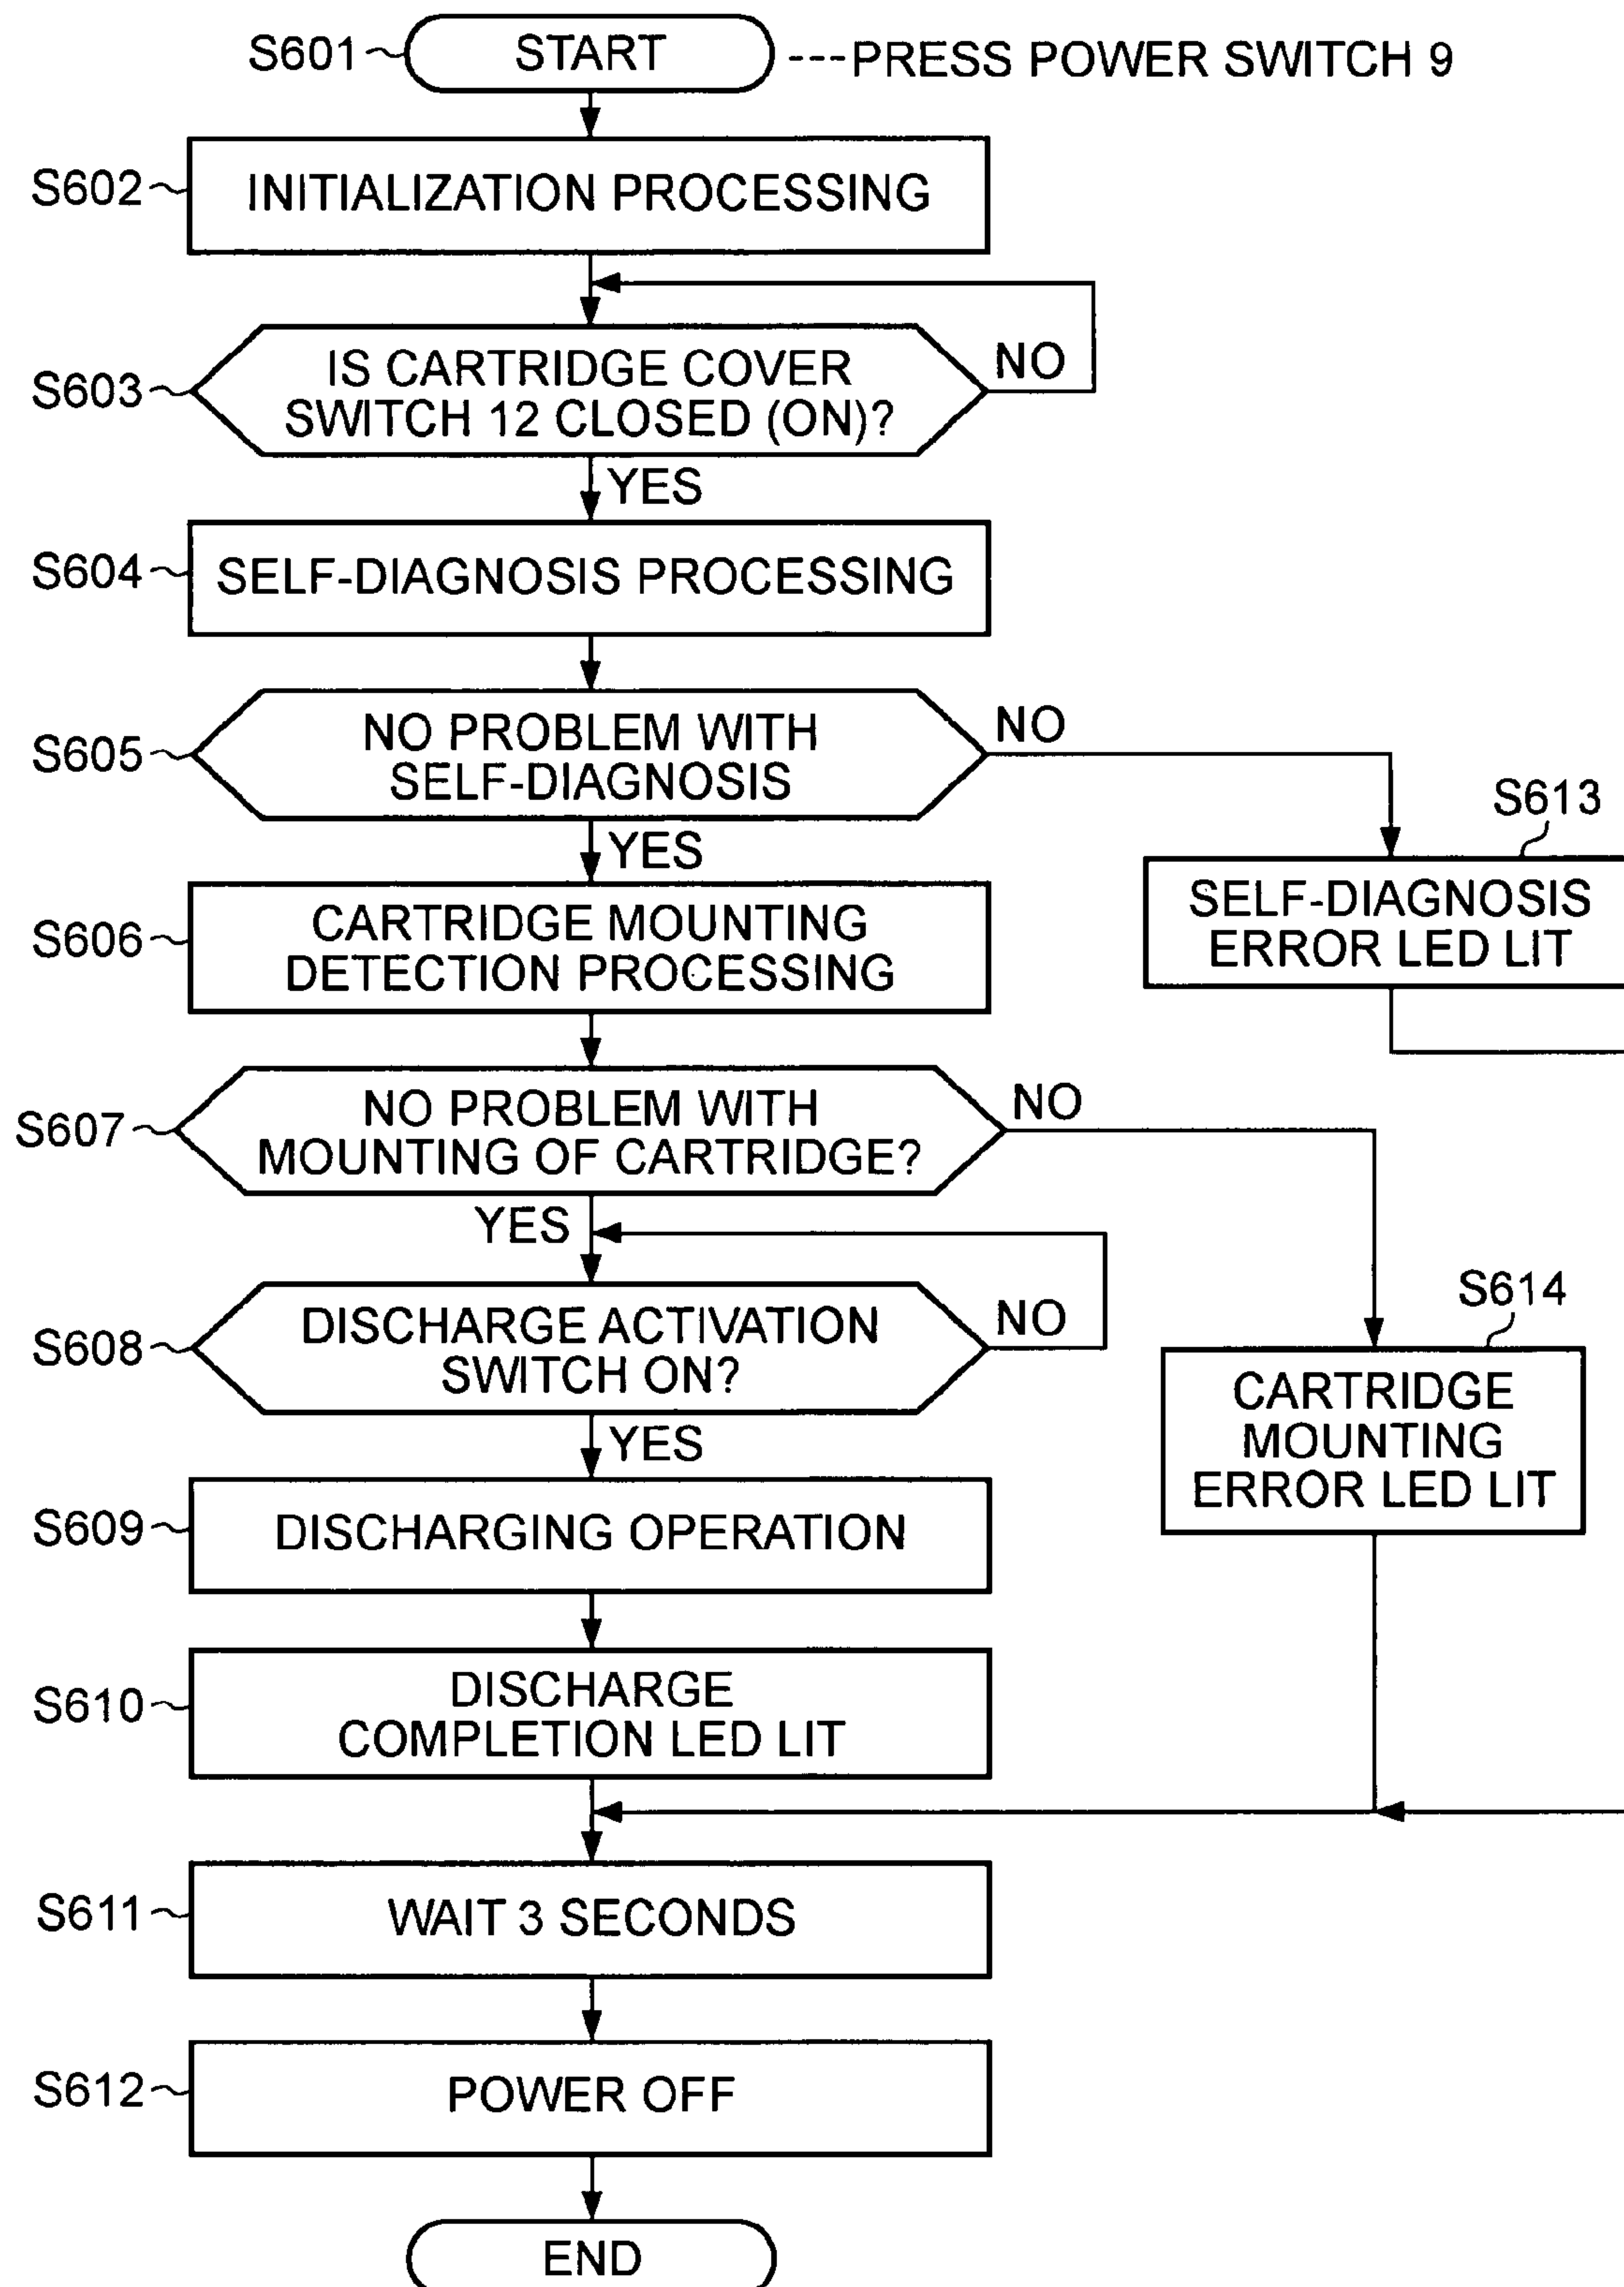 S601 START ---PRESS POWER SWITCH 9
S602 INITIALIZATION PROCESSING
S603 IS CARTRIDGE COVER
SWITCH 12 CLOSED (ON)?
NO
YES
S604 SELF-DIAGNOSIS PROCESSING
S605 NO PROBLEM WITH
SELF-DIAGNOSIS
NO
YES
S613
SELF-DIAGNOSIS
ERROR LED LIT
S606 CARTRIDGE MOUNTING
DETECTION PROCESSING
S607 NO PROBLEM WITH
MOUNTING OF CARTRIDGE?
NO
YES
S608 DISCHARGE ACTIVATION
SWITCH ON?
NO
YES
S614
CARTRIDGE
MOUNTING
ERROR LED LIT
S609 DISCHARGING OPERATION
S610 DISCHARGE
COMPLETION LED LIT
S611 WAIT 3 SECONDS
S612 POWER OFF
END